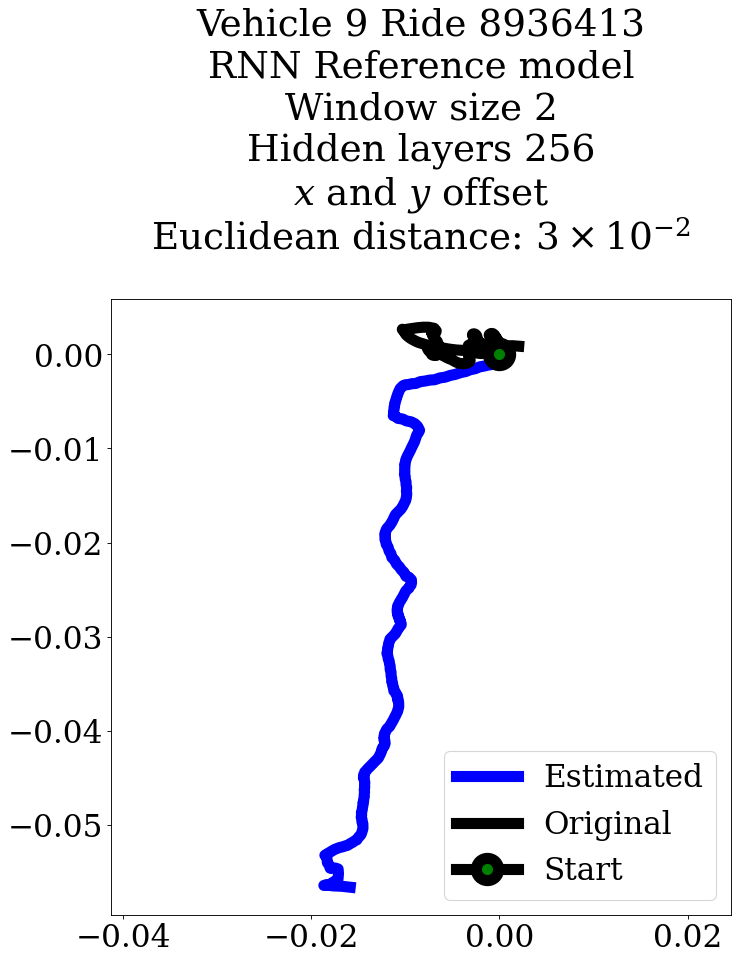 Vehicle 9 Ride 8936413
RNN Reference model
Window size 2
Hidden layers 256
x and y offset
Euclidean distance: 3 × 10⁻²
0.00
−0.01
−0.02
−0.03
−0.04
−0.05
Estimated
Original
Start
−0.04 −0.02 0.00 0.02